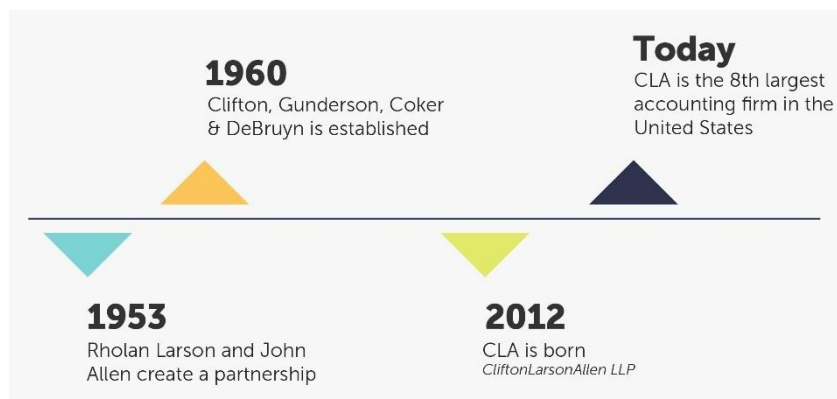 1960
Clifton, Gunderson, Coker
& DeBruyn is established
Today
CLA is the 8th largest
accounting firm in the
United States
1953
Rholan Larson and John
Allen create a partnership
2012
CLA is born
CliftonLarsonAllen LLP